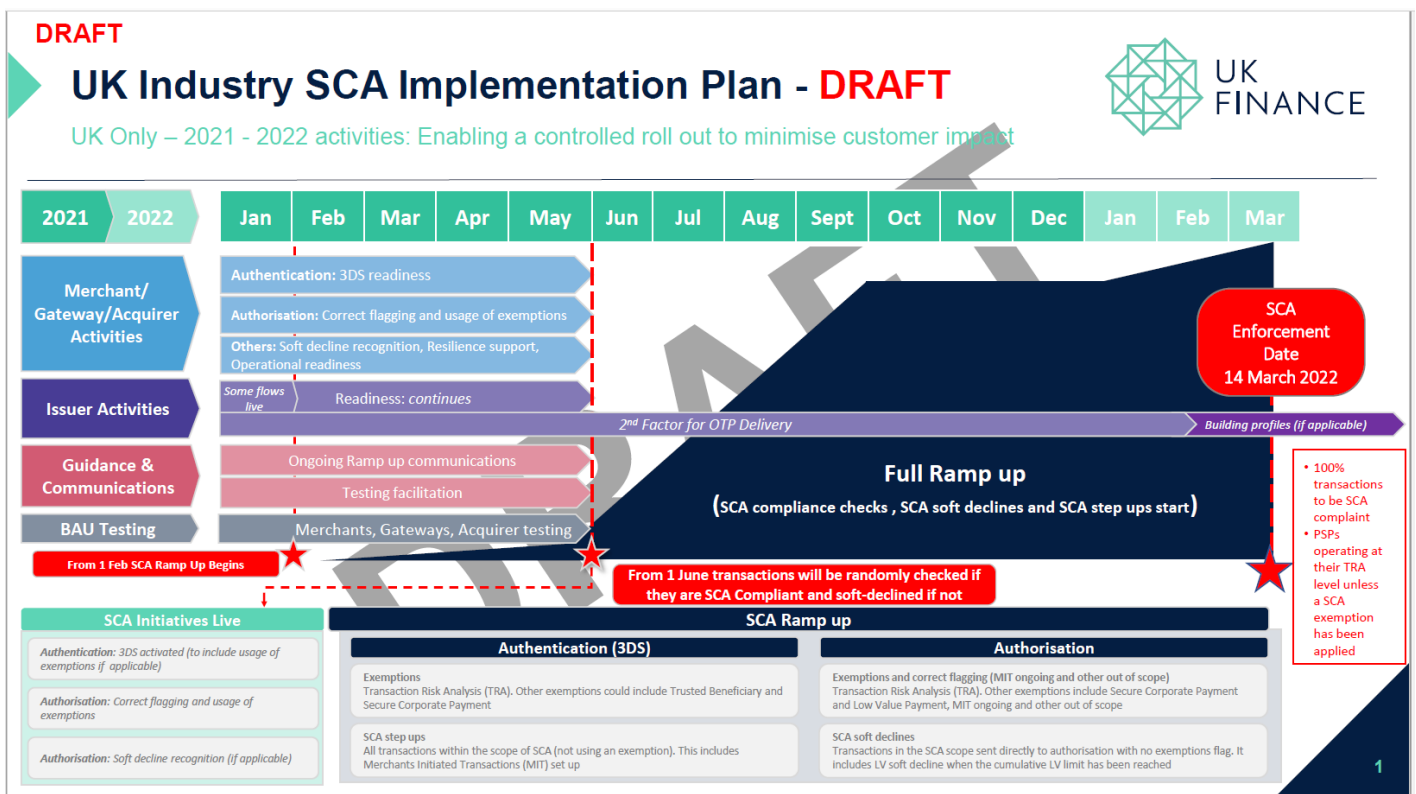 DRAFT
UK Industry SCA Implementation Plan - DRAFT
UK Only – 2021 - 2022 activities: Enabling a controlled roll out to minimise customer impact
UK
FINANCE
DRAFT
2021 2022 Jan Feb Mar Apr May Jun Jul Aug Sept Oct Nov Dec Jan Feb Mar
Merchant/
Gateway/Acquirer
Activities
Authentication: 3DS readiness
Authorisation: Correct flagging and usage of exemptions
Others: Soft decline recognition, Resilience support,
Operational readiness
SCA
Enforcement
Date
14 March 2022
Issuer Activities
Some flows
live
Readiness: continues
2nd Factor for OTP Delivery
Building profiles (if applicable)
Guidance &
Communications
Ongoing Ramp up communications
Testing facilitation
Full Ramp up
(SCA compliance checks , SCA soft declines and SCA step ups start)
BAU Testing
Merchants, Gateways, Acquirer testing
• 100%
transactions
to be SCA
complaint
• PSPs
operating at
their TRA
level unless
a SCA
exemption
has been
applied
From 1 Feb SCA Ramp Up Begins
From 1 June transactions will be randomly checked if
they are SCA Compliant and soft-declined if not
SCA Initiatives Live
Authentication: 3DS activated (to include usage of
exemptions if applicable)
Authorisation: Correct flagging and usage of
exemptions
Authorisation: Soft decline recognition (if applicable)
SCA Ramp up
Authentication (3DS)
Exemptions
Transaction Risk Analysis (TRA). Other exemptions could include Trusted Beneficiary and
Secure Corporate Payment
SCA step ups
All transactions within the scope of SCA (not using an exemption). This includes
Merchants Initiated Transactions (MIT) set up
Authorisation
Exemptions and correct flagging (MIT ongoing and other out of scope)
Transaction Risk Analysis (TRA). Other exemptions include Secure Corporate Payment
and Low Value Payment, MIT ongoing and other out of scope
SCA soft declines
Transactions in the SCA scope sent directly to authorisation with no exemptions flag. It
includes LV soft decline when the cumulative LV limit has been reached
1